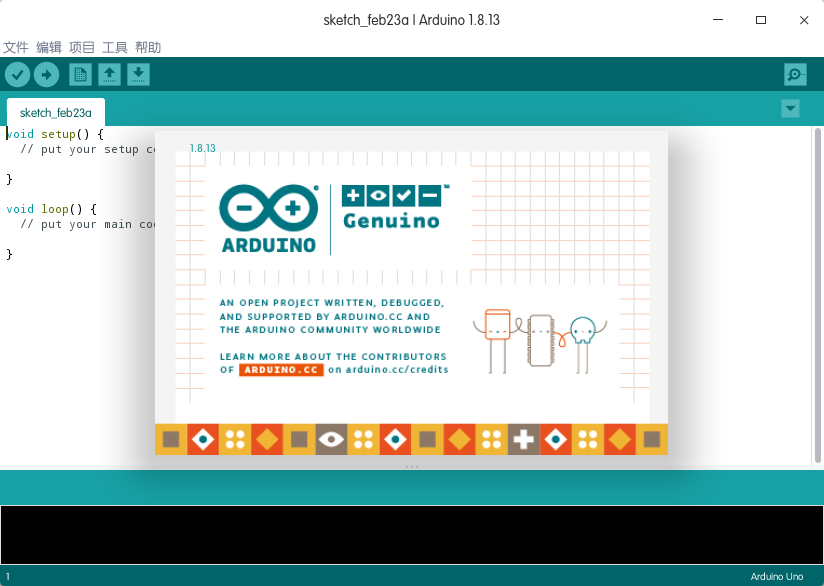 sketch_feb23a | Arduino 1.8.13
文件 编辑 项目 工具 帮助
sketch_feb23a
void setup() {
// put your setup co
}
void loop() {
// put your main cod
}
1.8.13
ARDUINO
TM
Genuino
AN OPEN PROJECT WRITTEN, DEBUGGED,
AND SUPPORTED BY ARDUINO.CC AND
THE ARDUINO COMMUNITY WORLDWIDE
LEARN MORE ABOUT THE CONTRIBUTORS
OF ARDUINO.CC on arduino.cc/credits
1
Arduino Uno